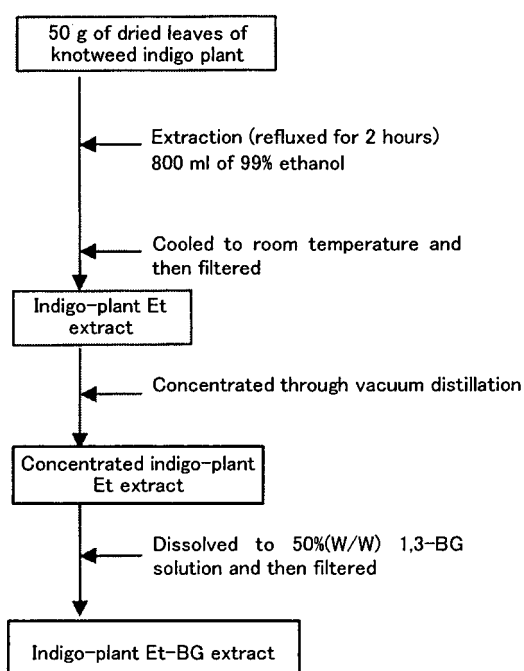 50 g of dried leaves of
knotweed indigo plant
Extraction (refluxed for 2 hours)
800 ml of 99% ethanol
Cooled to room temperature and
then filtered
Indigo-plant Et
extract
Concentrated through vacuum distillation
Concentrated indigo-plant
Et extract
Dissolved to 50%(W/W) 1,3-BG
solution and then filtered
Indigo-plant Et-BG extract